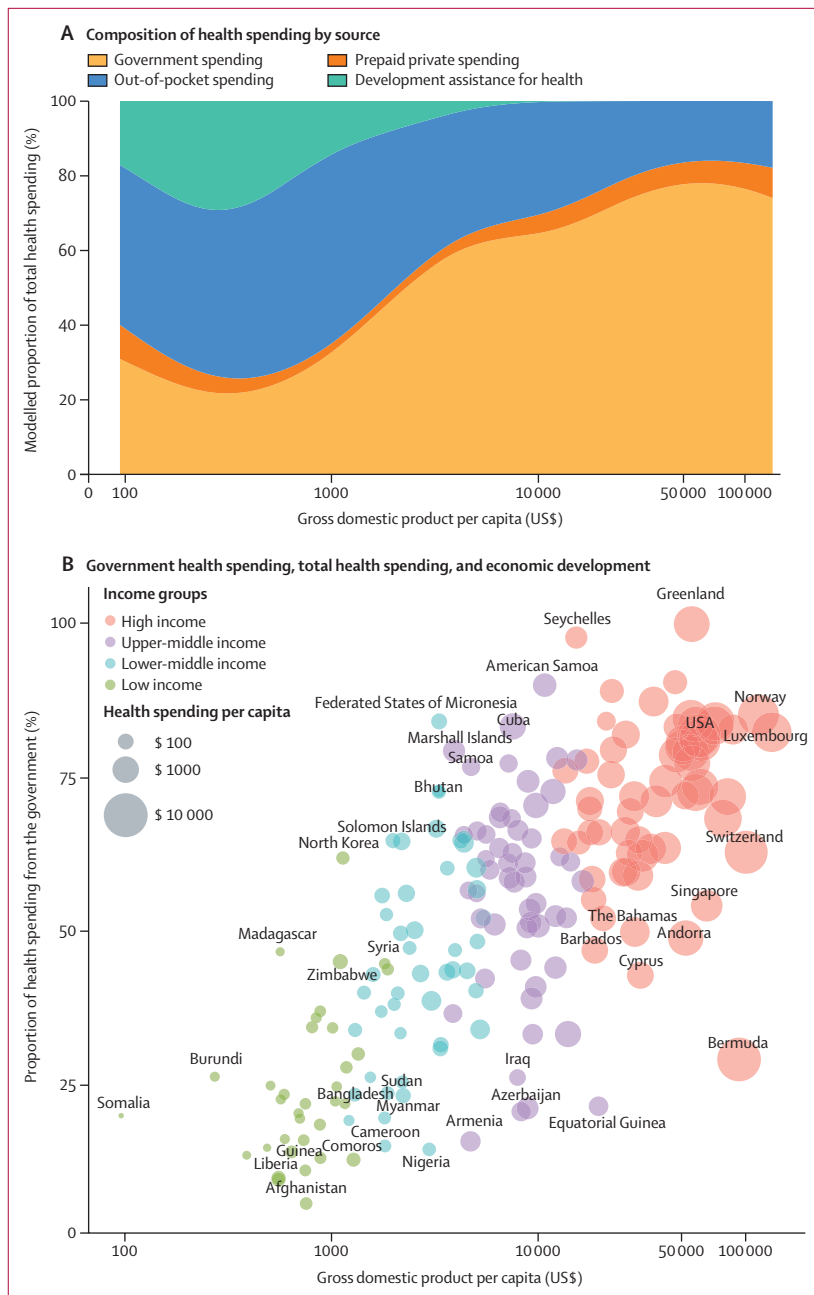 A Composition of health spending by source
Government spending
Prepaid private spending
Out-of-pocket spending
Development assistance for health
Modelled proportion of total health spending (%)
100
80
60
40
20
0
0 100 1000 10 000 50 000 100 000
Gross domestic product per capita (US$)
B Government health spending, total health spending, and economic development
Income groups
High income
Upper-middle income
Lower-middle income
Low income
Health spending per capita
$ 100
$ 1000
$ 10 000
Proportion of health spending from the government (%)
100
75
50
25
0
Greenland
Seychelles
American Samoa
Norway
Federated States of Micronesia
Cuba
USA
Marshall Islands
Luxembourg
Samoa
Bhutan
Solomon Islands
North Korea
Switzerland
Singapore
The Bahamas
Madagascar
Barbados
Andorra
Syria
Zimbabwe
Cyprus
Burundi
Iraq
Bermuda
Sudan
Bangladesh
Azerbaijan
Somalia
Myanmar
Armenia
Equatorial Guinea
Cameroon
Guinea
Comoros
Liberia
Nigeria
Afghanistan
100 1000 10 000 50 000 100 000
Gross domestic product per capita (US$)